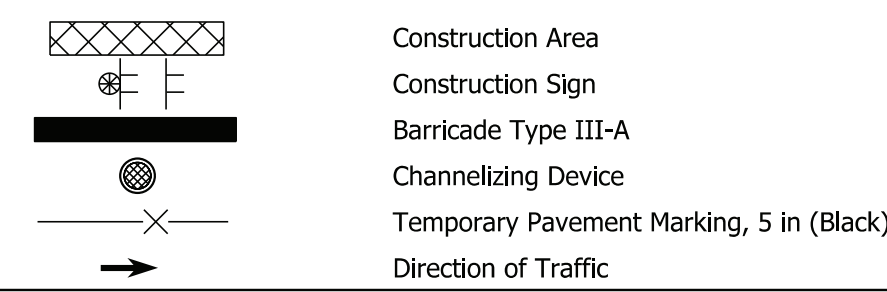 Construction Area
Construction Sign
Barricade Type III-A
Channelizing Device
Temporary Pavement Marking, 5 in (Black)
Direction of Traffic